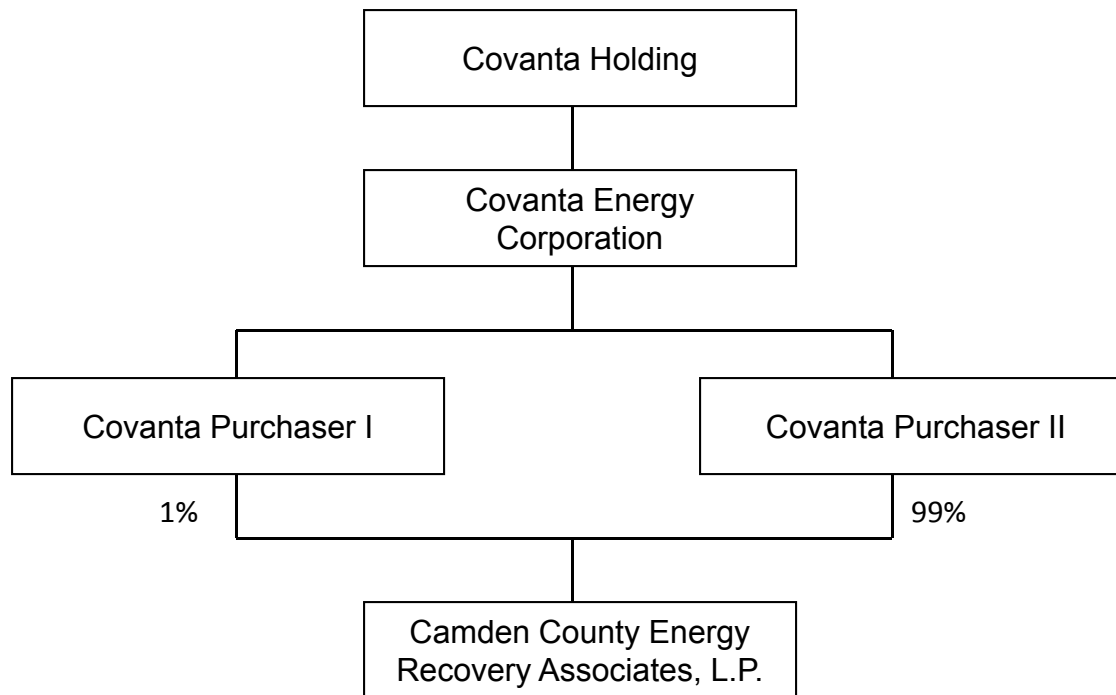 Covanta Holding
Covanta Energy
Corporation
Covanta Purchaser I
Covanta Purchaser II
1%
99%
Camden County Energy
Recovery Associates, L.P.